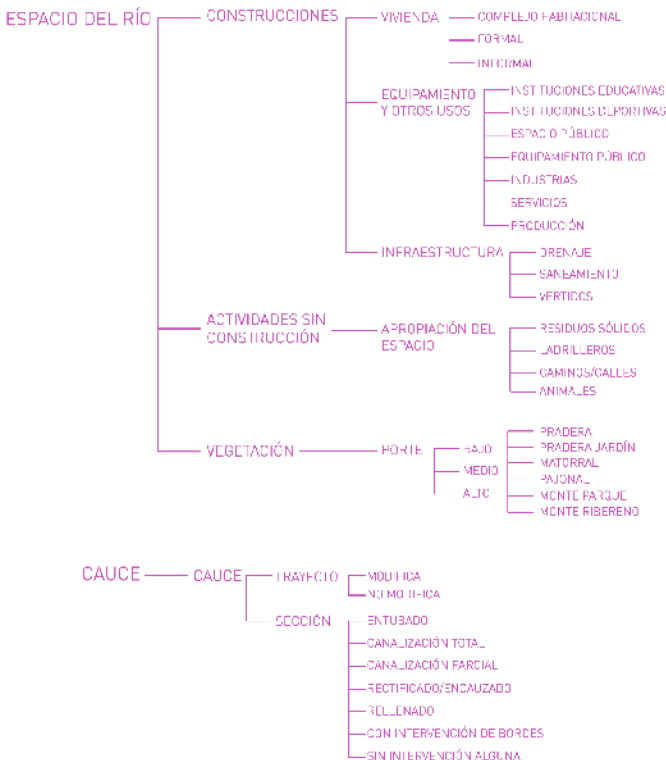 ESPACIO DEL RÍO
CONSTRUCCIONES
VIVIENDA
COMPLEJO HABITACIONAL
FORMAL
INFORMAL
EQUIPAMIENTO
Y OTROS USOS
INSTITUCIONES EDUCATIVAS
INSTITUCIONES DEPORTIVAS
ESPACIO PÚBLICO
EQUIPAMIENTO PÚBLICO
INDUSTRIAS
SERVICIOS
PRODUCCIÓN
INFRAESTRUCTURA
DRENAJE
SANEAMIENTO
VERTIDOS
ACTIVIDADES SIN
CONSTRUCCIÓN
APROPIACIÓN DEL
ESPACIO
RESIDUOS SÓLIDOS
LADRILLEROS
CAMINOS/CALLES
ANIMALES
VEGETACIÓN
PORTE
BAJO
MEDIO
ALTO
PRADERA
PRADERA JARDÍN
MATORRAL
PAJONAL
MONTE PARQUE
MONTE RIBERENO
CAUCE
CAUCE
TRAYECTO
MODIFICA
NO MODIFICA
SECCIÓN
ENTUBADO
CANALIZACIÓN TOTAL
CANALIZACIÓN PARCIAL
RECTIFICADO/ENCAUZADO
RELLENADO
CON INTERVENCIÓN DE BORDES
SIN INTERVENCIÓN ALGUNA